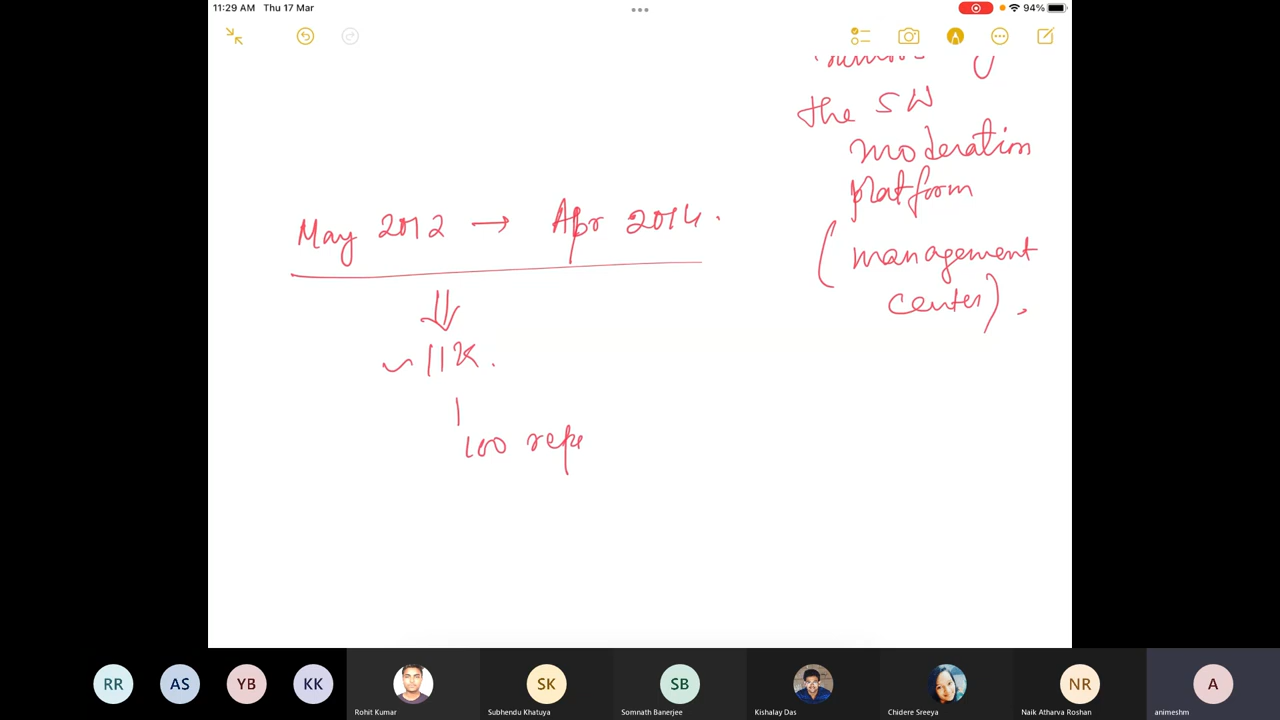 11:29 AM Thu 17 Mar
94%
the SW
moderation
platform
May 2012 → Apr 2014.
(management
center).
~ 11K.
100 repe
RR
AS
YB
KK
SK
SB
NR
A
Rohit Kumar
Subhendu Khatuya
Somnath Banerjee
Kishalay Das
Chidere Sreeya
Naik Atharva Roshan
animeshm